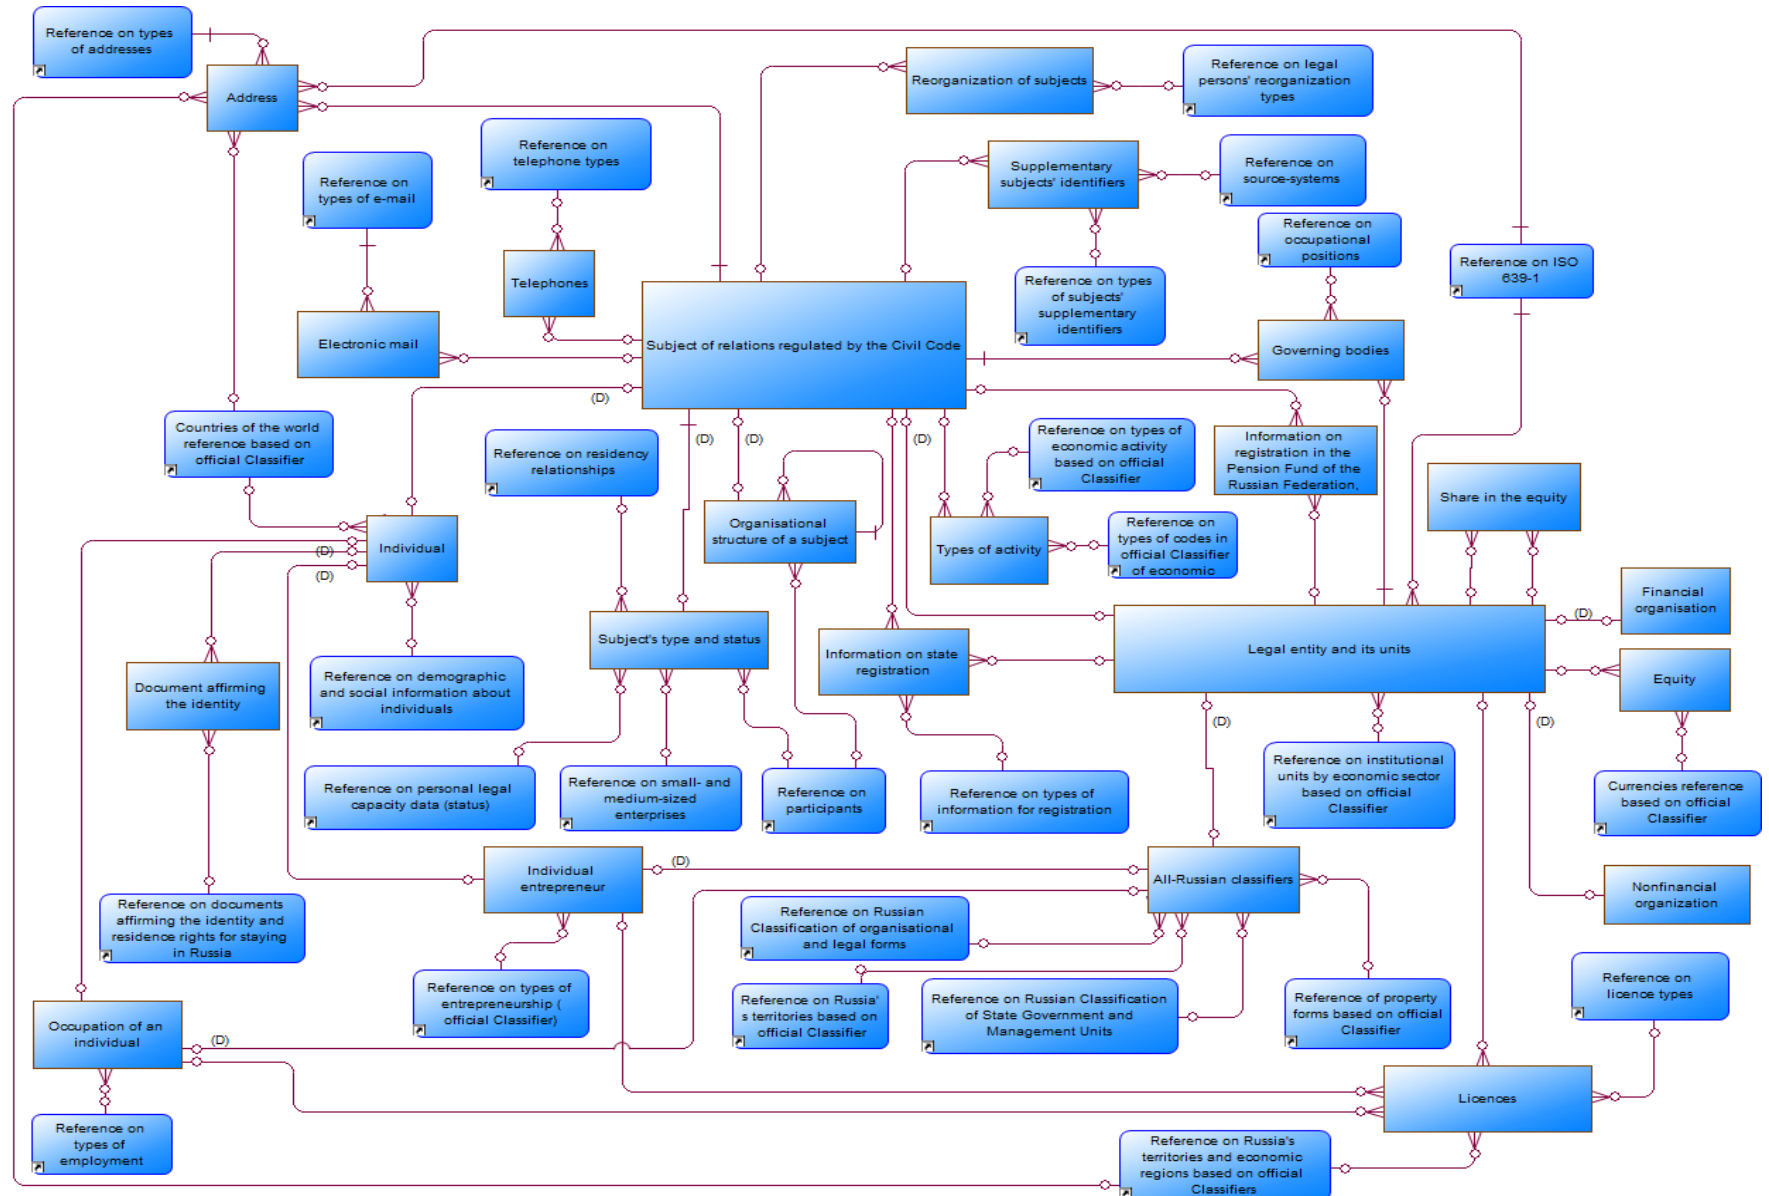 Reference on types
of addresses
Address
Reorganization of subjects
Reference on legal
persons' reorganization
types
Reference on
telephone types
Reference on
types of e-mail
Supplementary
subjects' identifiers
Reference on
source-systems
Reference on
occupational
positions
Reference on ISO
639-1
Telephones
Reference on types
of subjects'
supplementary
identifiers
Electronic mail
Subject of relations regulated by the Civil Code
Governing bodies
(D)
(D)
(D)
(D)
Countries of the world
reference based on
official Classifier
Reference on residency
relationships
Reference on types of
economic activity
based on official
Classifier
Information on
registration in the
Pension Fund of the
Russian Federation,
Share in the equity
Individual
(D)
(D)
Organisational
structure of a subject
Types of activity
Reference on
types of codes in
official Classifier
of economic
Financial
organisation
(D)
Subject's type and status
Information on state
registration
Legal entity and its units
Equity
Document affirming
the identity
Reference on demographic
and social information about
individuals
(D)
(D)
Reference on personal legal
capacity data (status)
Reference on small- and
medium-sized
enterprises
Reference on
participants
Reference on types of
information for registration
Reference on institutional
units by economic sector
based on official
Classifier
Currencies reference
based on official
Classifier
Individual
entrepreneur
(D)
All-Russian classifiers
Nonfinancial
organization
Reference on documents
affirming the identity and
residence rights for staying
in Russia
Reference on Russian
Classification of organisational
and legal forms
Reference on types of
entrepreneurship (
official Classifier)
Reference on Russia'
s territories based on
official Classifier
Reference on Russian Classification
of State Government and
Management Units
Reference of property
forms based on official
Classifier
Reference on
licence types
Occupation of an
individual
(D)
Licences
Reference on
types of
employment
Reference on Russia's
territories and economic
regions based on official
Classifiers